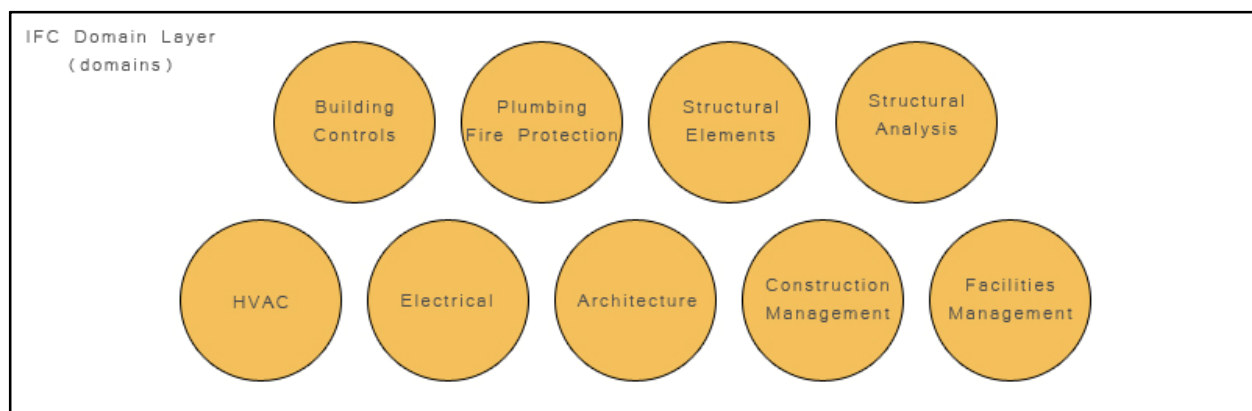 IFC Domain Layer
(domains)
Building
Controls
Plumbing
Fire Protection
Structural
Elements
Structural
Analysis
HVAC
Electrical
Architecture
Construction
Management
Facilities
Management